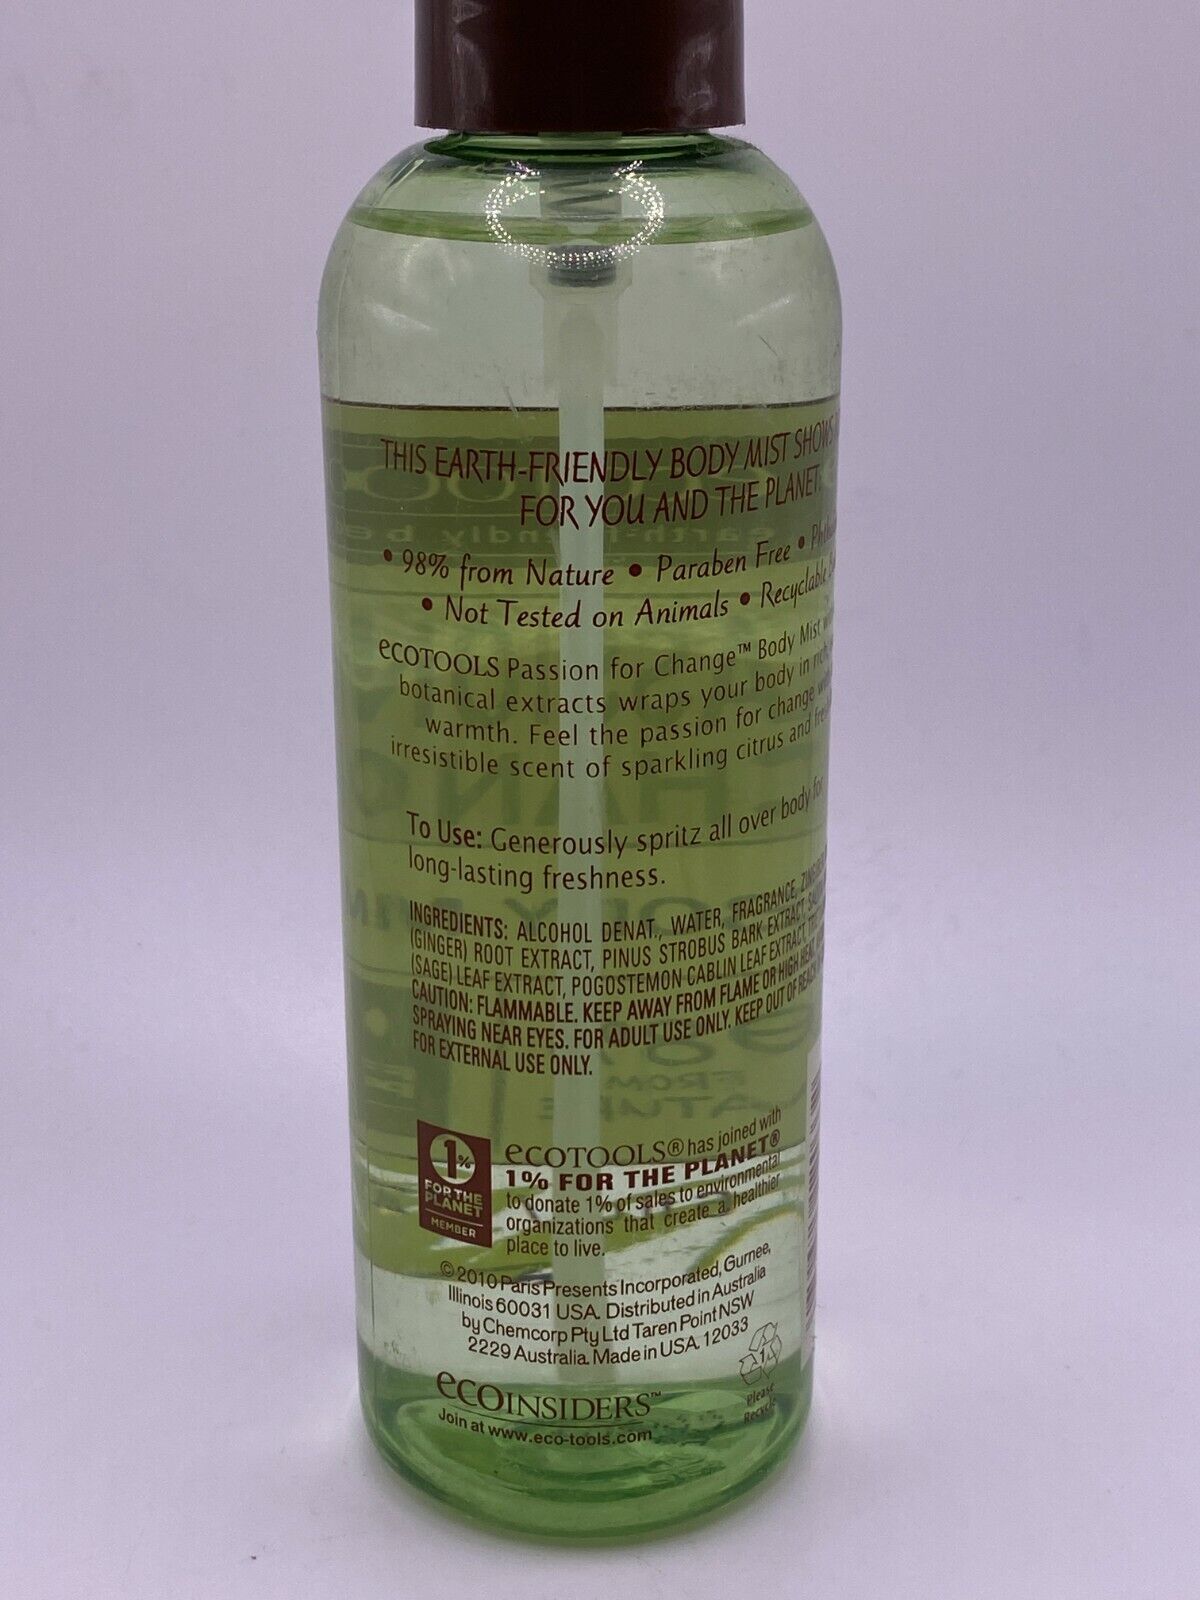 THIS EARTH-FRIENDLY BODY MIST SHOWS
FOR YOU AND THE PLANET.
• 98% from Nature • Paraben Free •
• Not Tested on Animals • Recyclable
ecoTOOLS Passion for Change™ Body Mist
botanical extracts wraps your body in rich
warmth. Feel the passion for change with
irresistible scent of sparkling citrus and
To Use: Generously spritz all over body for
long-lasting freshness.
INGREDIENTS: ALCOHOL DENAT., WATER, FRAGRANCE,
(GINGER) ROOT EXTRACT, PINUS STROBUS BARK EXTRACT,
(SAGE) LEAF EXTRACT, POGOSTEMON CABLIN LEAF EXTRACT,
CAUTION: FLAMMABLE. KEEP AWAY FROM FLAME OR HIGH HEAT.
SPRAYING NEAR EYES. FOR ADULT USE ONLY. KEEP OUT OF REACH
FOR EXTERNAL USE ONLY.
1%
FOR THE
PLANET
MEMBER
ecoTOOLS® has joined with
1% FOR THE PLANET®
to donate 1% of sales to environmental
organizations that create a healthier
place to live.
© 2010 Paris Presents Incorporated, Gurnee,
Illinois 60031 USA. Distributed in Australia
by Chemcorp Pty Ltd Taren Point NSW
2229 Australia. Made in USA. 12033
1
Please
Recycle
ecoINSIDERS™
Join at www.eco-tools.com